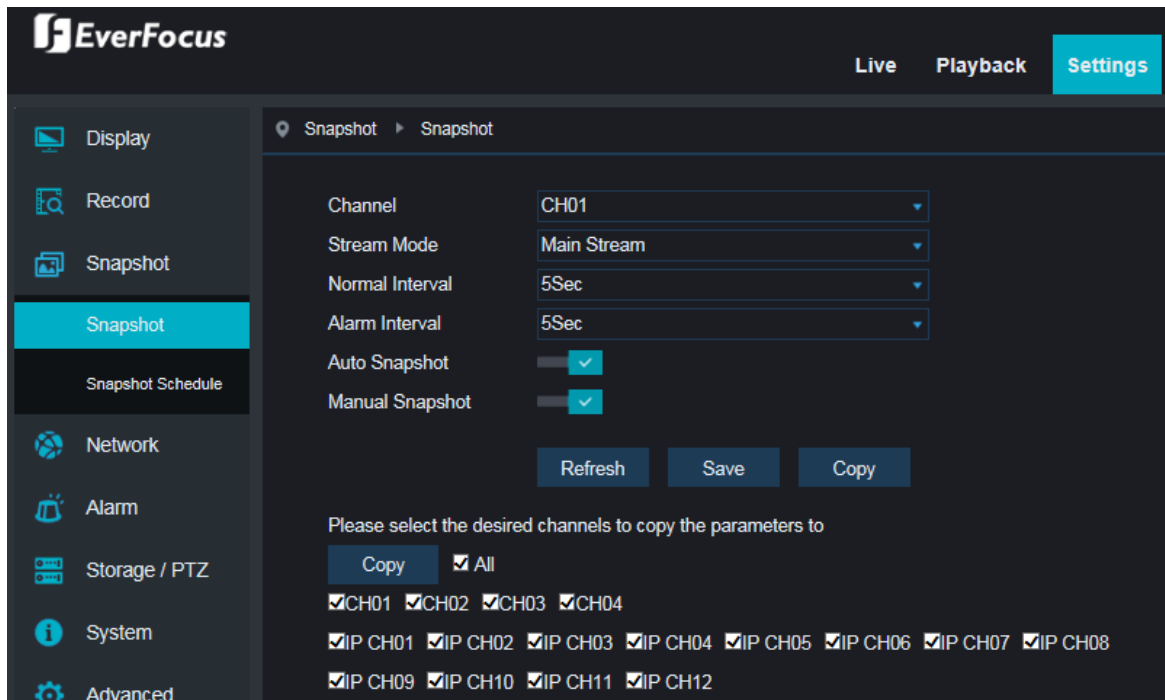 EverFocus
Live Playback Settings
Display
Record
Snapshot
Snapshot
Snapshot Schedule
Network
Alarm
Storage / PTZ
System
Advanced
Snapshot Snapshot
Channel CH01
Stream Mode Main Stream
Normal Interval 5Sec
Alarm Interval 5Sec
Auto Snapshot
Manual Snapshot
Refresh Save Copy
Please select the desired channels to copy the parameters to
Copy All
CH01 CH02 CH03 CH04
IP CH01 IP CH02 IP CH03 IP CH04 IP CH05 IP CH06 IP CH07 IP CH08
IP CH09 IP CH10 IP CH11 IP CH12